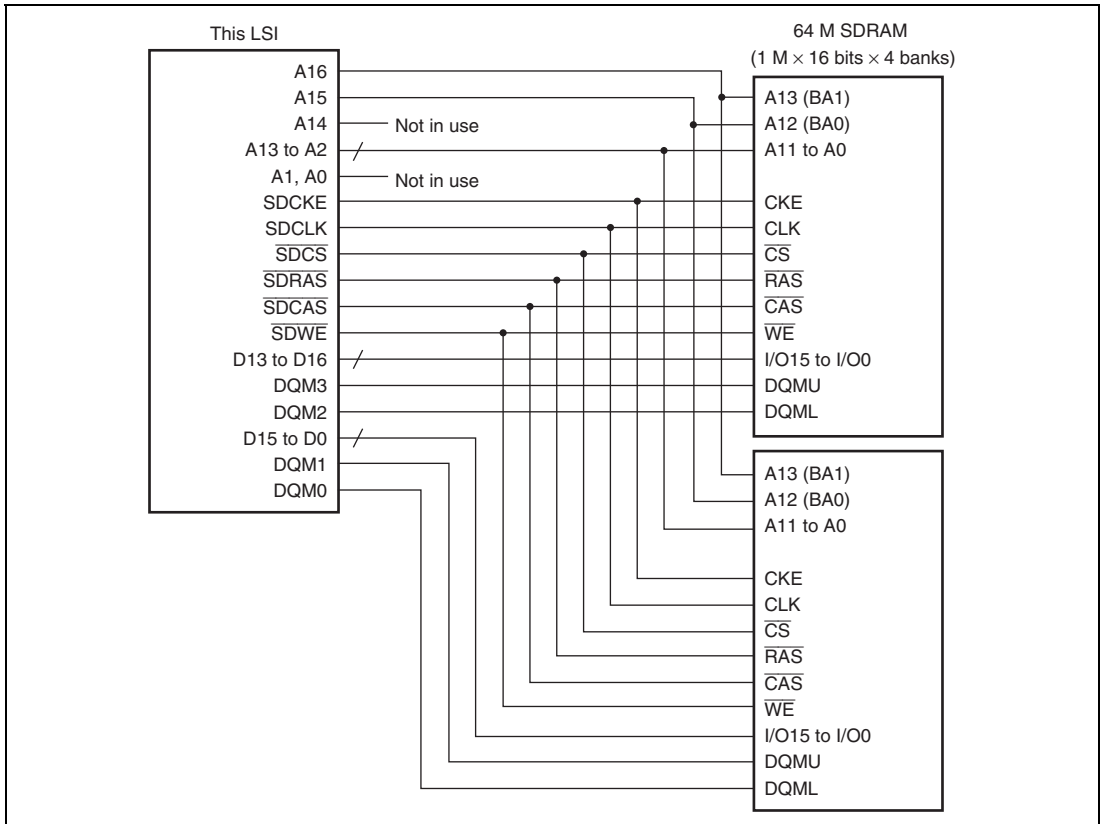 This LSI
A16
A15
A14
Not in use
A13 to A2
A1, A0
Not in use
SDCKE
SDCLK
SDCS
SDRAS
SDCAS
SDWE
D13 to D16
DQM3
DQM2
D15 to D0
DQM1
DQM0
64 M SDRAM
(1 M × 16 bits × 4 banks)
A13 (BA1)
A12 (BA0)
A11 to A0
CKE
CLK
CS
RAS
CAS
WE
I/O15 to I/O0
DQMU
DQML
A13 (BA1)
A12 (BA0)
A11 to A0
CKE
CLK
CS
RAS
CAS
WE
I/O15 to I/O0
DQMU
DQML